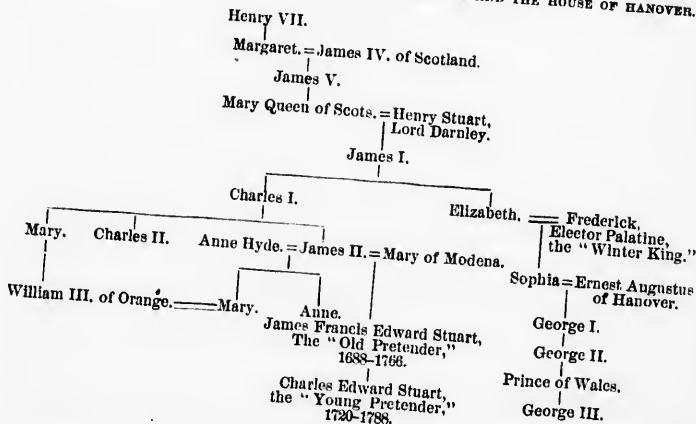 AND THE HOUSE OF HANOVER.
Henry VII.
Margaret. = James IV. of Scotland.
James V.
Mary Queen of Scots. = Henry Stuart,
Lord Darnley.
James I.
Charles I.
Elizabeth. = Frederick,
Elector Palatine,
the "Winter King."
Mary. Charles II. Anne Hyde. = James II. = Mary of Modena.
Sophia = Ernest Augustus
of Hanover.
William III. of Orange. = Mary. Anne.
James Francis Edward Stuart,
The "Old Pretender,"
1688-1766.
Charles Edward Stuart,
the "Young Pretender,"
1720-1788.
George I.
George II.
Prince of Wales.
George III.